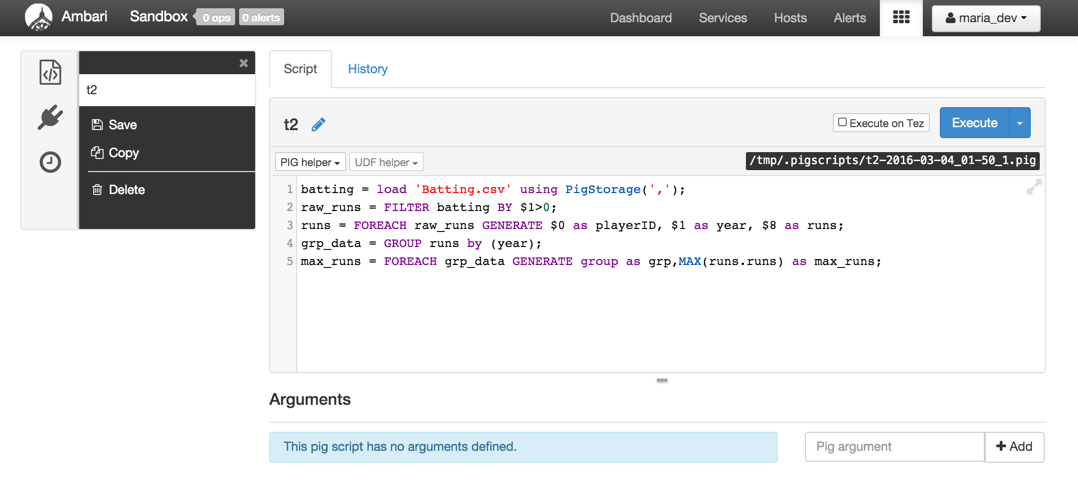 Ambari Sandbox 0 ops 0 alerts Dashboard Services Hosts Alerts maria_dev
t2
Save
Copy
Delete
Script History
t2 Execute on Tez Execute
PIG helper UDF helper /tmp/.pigscripts/t2-2016-03-04_01-50_1.pig
1 batting = load 'Batting.csv' using PigStorage(',');
2 raw_runs = FILTER batting BY $1>0;
3 runs = FOREACH raw_runs GENERATE $0 as playerID, $1 as year, $8 as runs;
4 grp_data = GROUP runs by (year);
5 max_runs = FOREACH grp_data GENERATE group as grp,MAX(runs.runs) as max_runs;
Arguments
This pig script has no arguments defined. Pig argument + Add